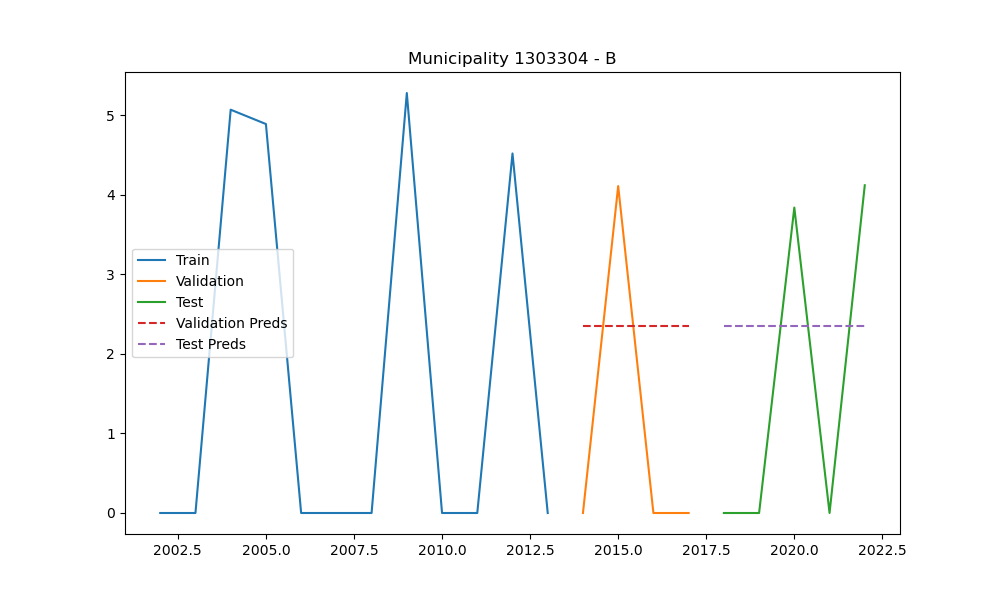 Municipality 1303304 - B
5
4
3
2
1
0
Train
Validation
Test
Validation Preds
Test Preds
2002.5 2005.0 2007.5 2010.0 2012.5 2015.0 2017.5 2020.0 2022.5